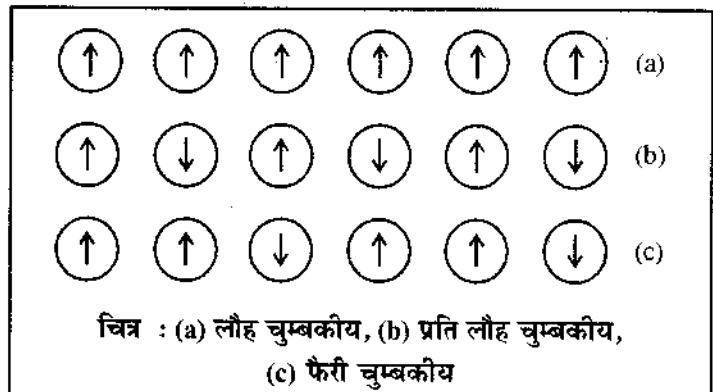 (a)
(b)
(c)
चित्र : (a) लौह चुम्बकीय, (b) प्रति लौह चुम्बकीय,
(c) फैरी चुम्बकीय